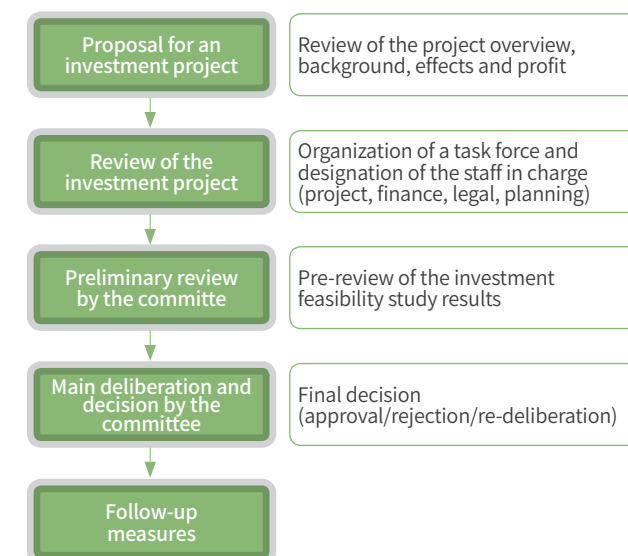 Proposal for an
investment project
Review of the project overview,
background, effects and profit
Review of the
investment project
Organization of a task force and
designation of the staff in charge
(project, finance, legal, planning)
Preliminary review
by the committe
Pre-review of the investment
feasibility study results
Main deliberation and
decision by the
committee
Final decision
(approval/rejection/re-deliberation)
Follow-up
measures